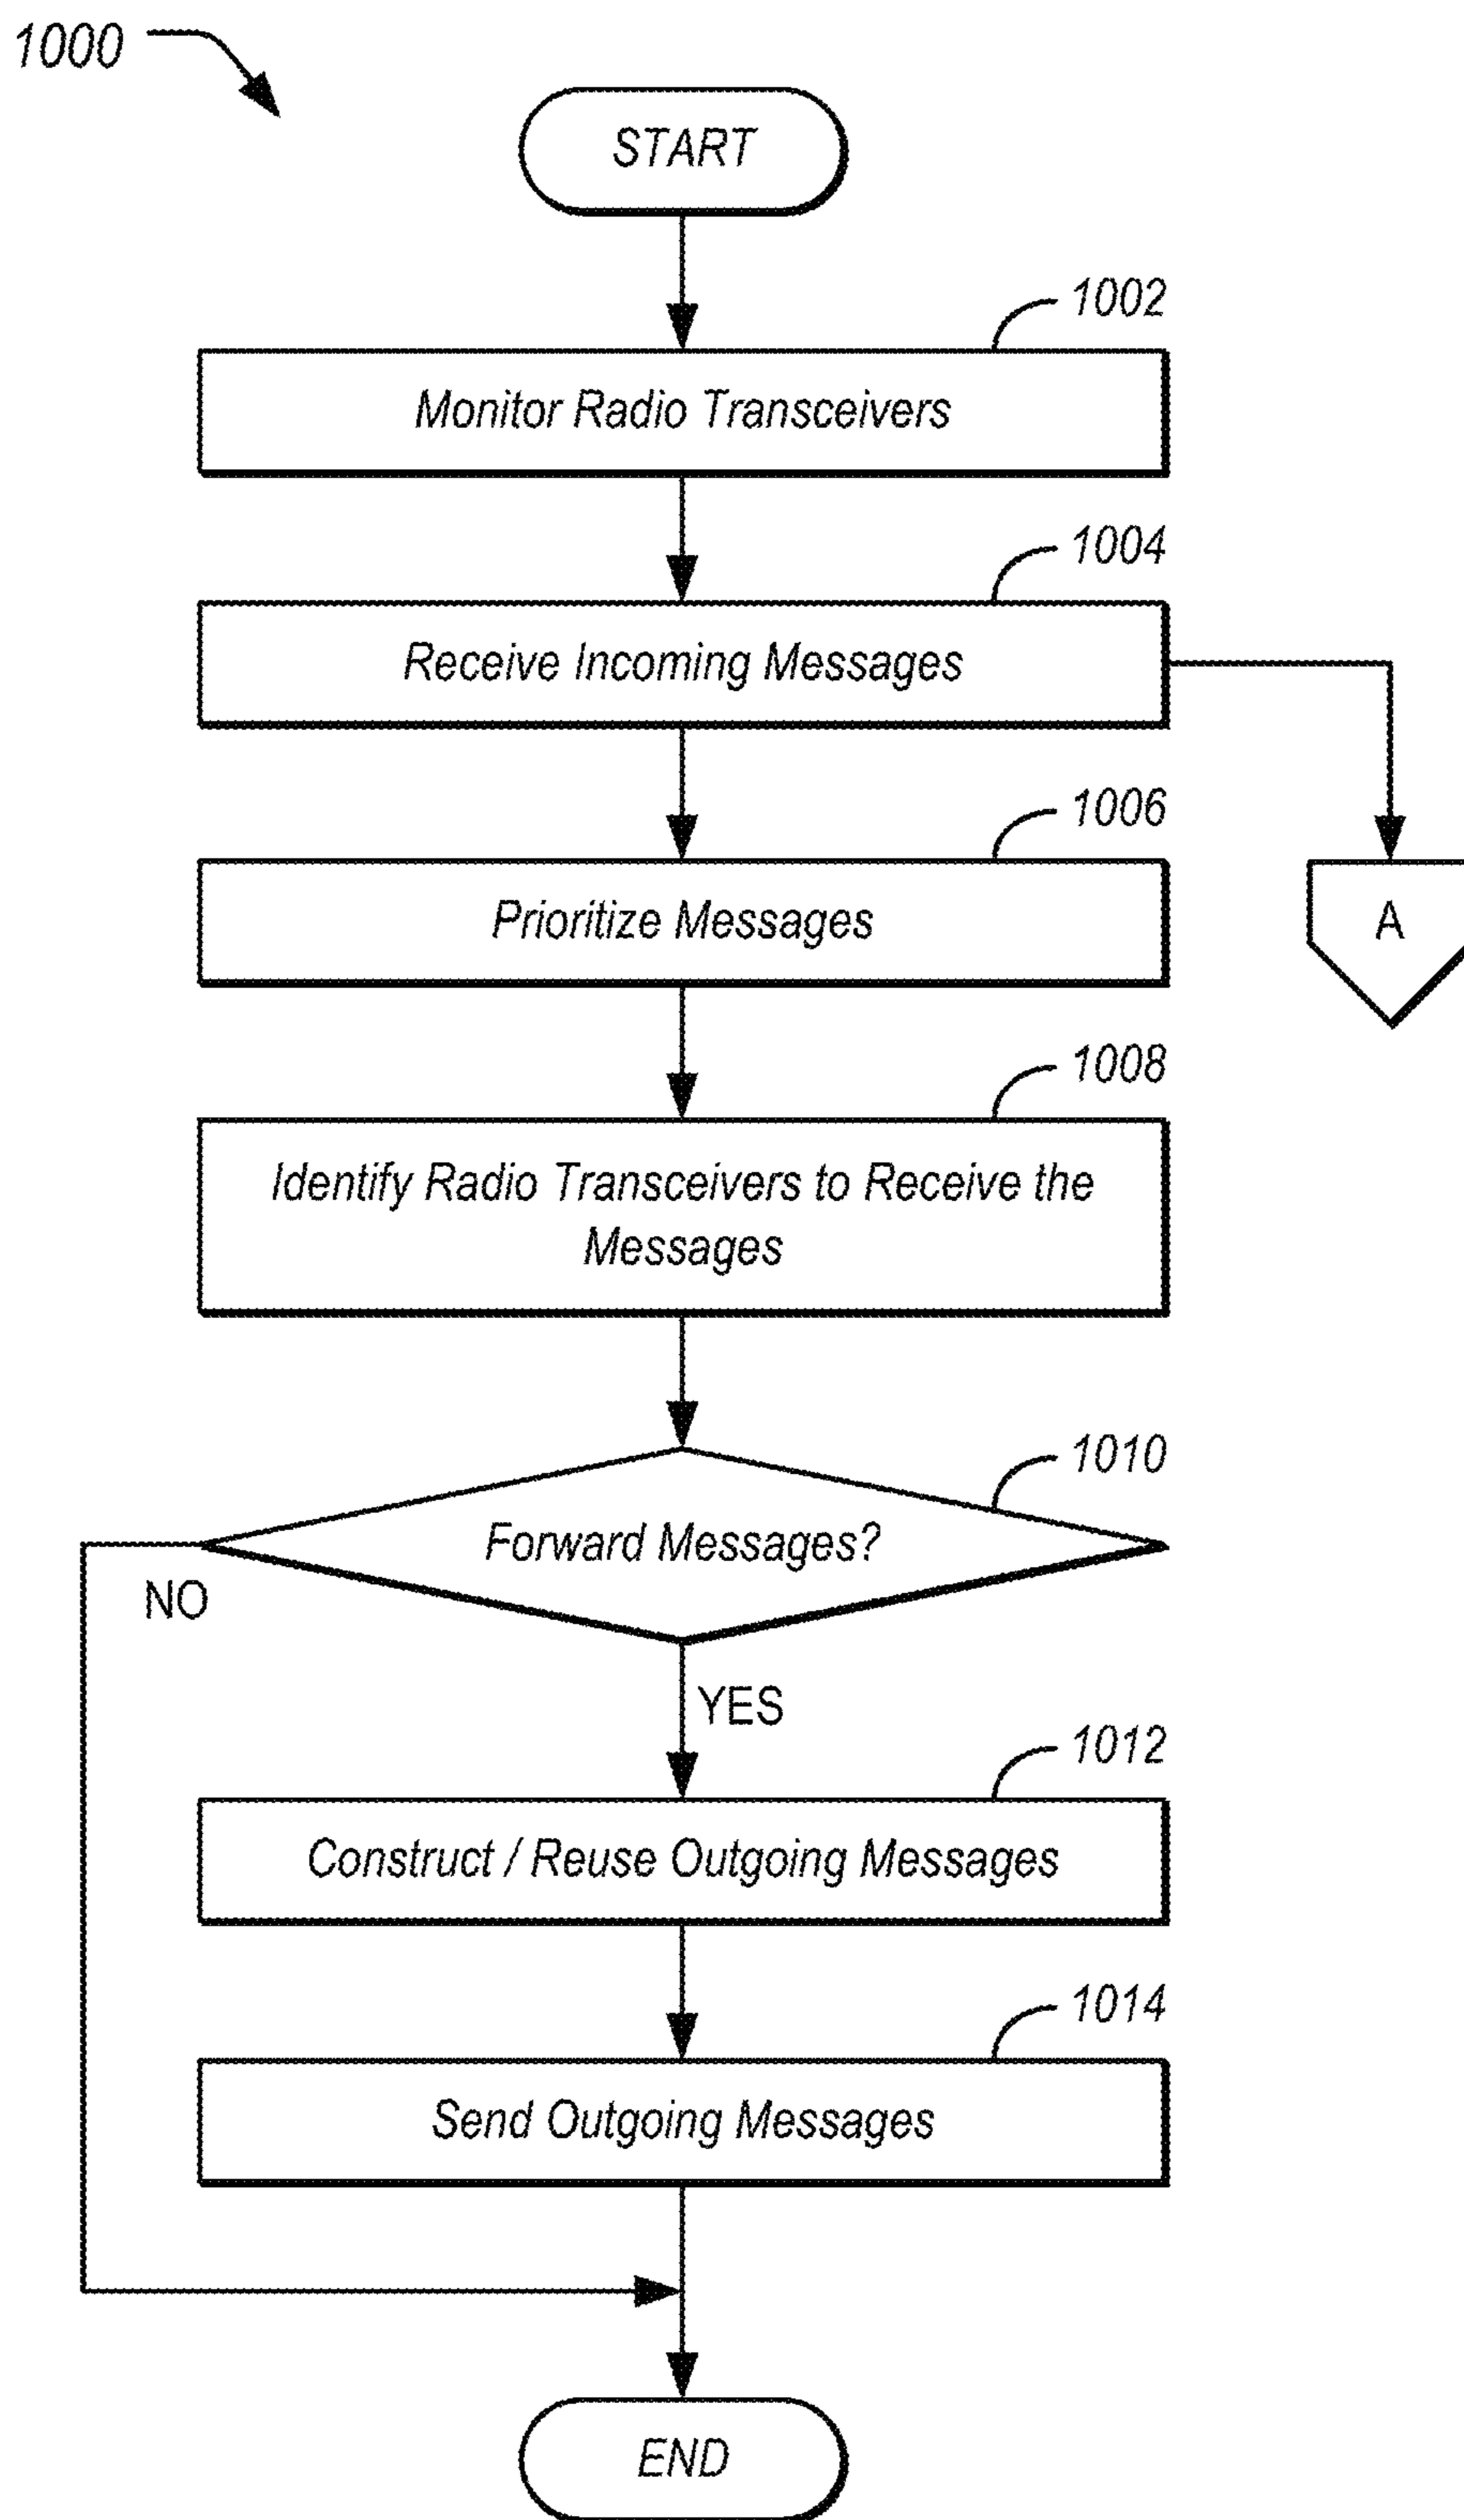 1000
START
1002
Monitor Radio Transceivers
1004
Receive Incoming Messages
1006
Prioritize Messages
A
1008
Identify Radio Transceivers to Receive the
Messages
1010
Forward Messages?
NO
YES
1012
Construct / Reuse Outgoing Messages
1014
Send Outgoing Messages
END